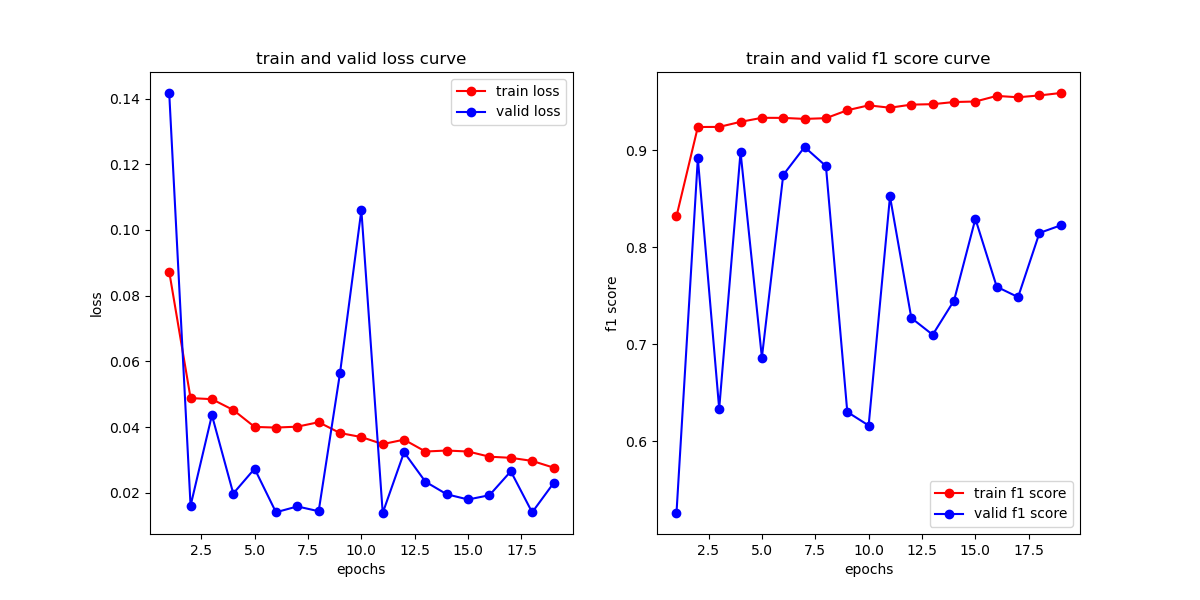 train and valid loss curve
train loss
valid loss
0.14
0.12
0.10
0.08
0.06
0.04
0.02
loss
2.5 5.0 7.5 10.0 12.5 15.0 17.5
epochs
train and valid f1 score curve
0.9
0.8
0.7
0.6
f1 score
train f1 score
valid f1 score
2.5 5.0 7.5 10.0 12.5 15.0 17.5
epochs